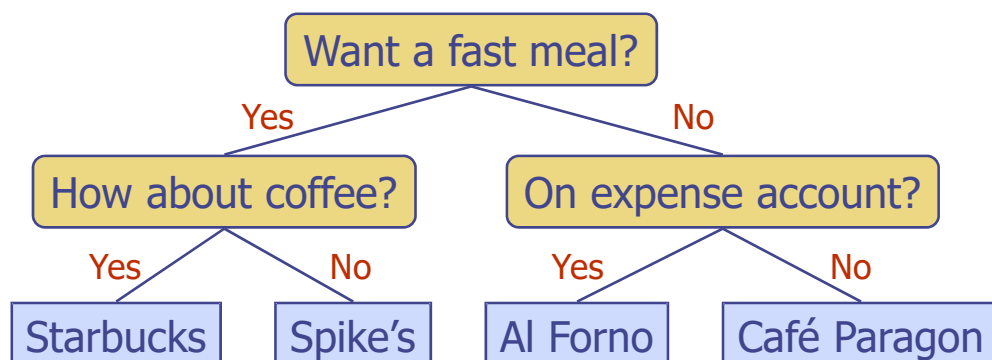 Want a fast meal?
Yes
No
How about coffee?
On expense account?
Yes
No
Yes
No
Starbucks
Spike’s
Al Forno
Café Paragon